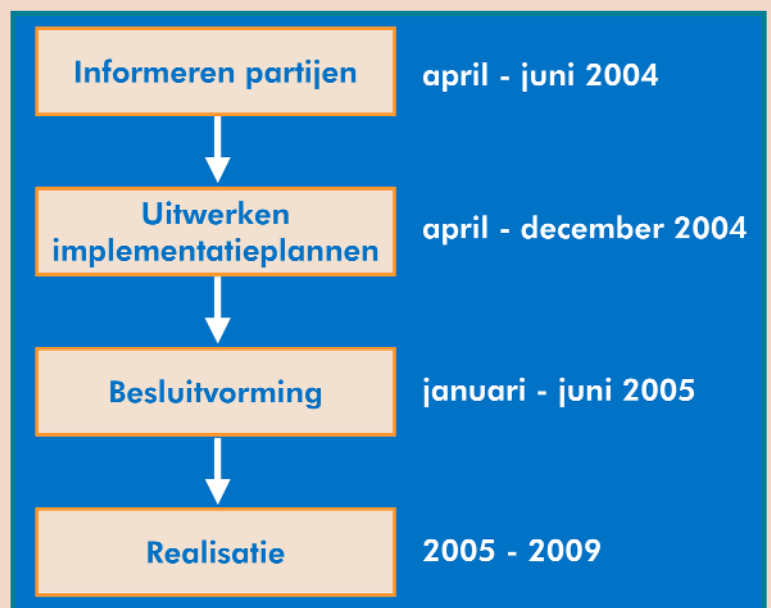 Informeren partijen
april - juni 2004
Uitwerken
implementatieplannen
april - december 2004
Besluitvorming
januari - juni 2005
Realisatie
2005 - 2009